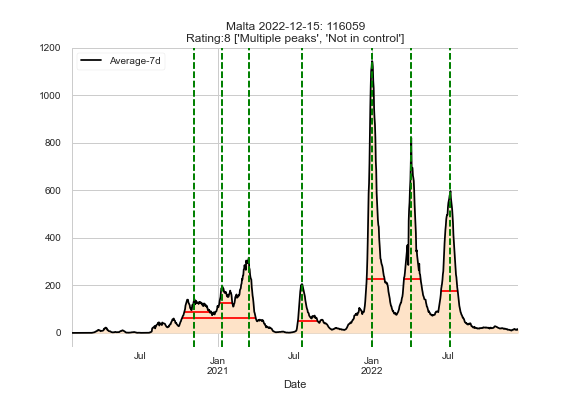 Malta 2022-12-15: 116059
Rating:8 ['Multiple peaks', 'Not in control']
Average-7d
1200
1000
800
600
400
200
0
Jul
Jan
2021
Jul
Jan
2022
Jul
Date